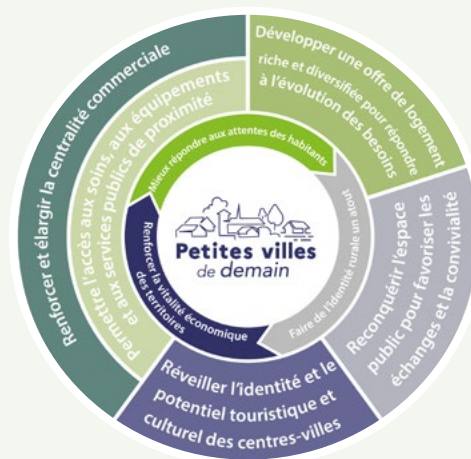 Renforcer et élargir la centralité commerciale
Permettre l'accès aux soins, aux équipements
et aux services publics de proximité
Développer une offre de logement
riche et diversifiée pour répondre
à l'évolution des besoins
Reconquérir l'espace
public pour favoriser les
échanges et la convivialité
Réveiller l'identité et le
potentiel touristique et
culturel des centres-villes
Mieux répondre aux attentes des habitants
Faire de l'identité rurale un atout
Renforcer la vitalité économique
des territoires
Petites villes
de demain